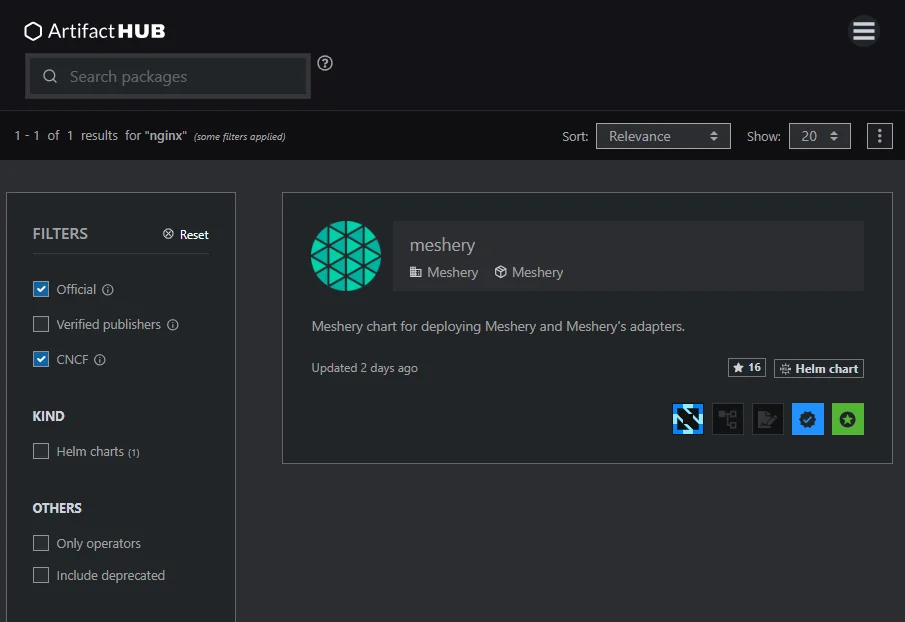 ArtifactHUB
Search packages
?
1 - 1 of 1 results for "nginx" (some filters applied)
Sort: Relevance Show: 20
FILTERS
Reset
Official
Verified publishers
CNCF
KIND
Helm charts (1)
OTHERS
Only operators
Include deprecated
meshery
Meshery Meshery
Meshery chart for deploying Meshery and Meshery's adapters.
Updated 2 days ago
16 Helm chart